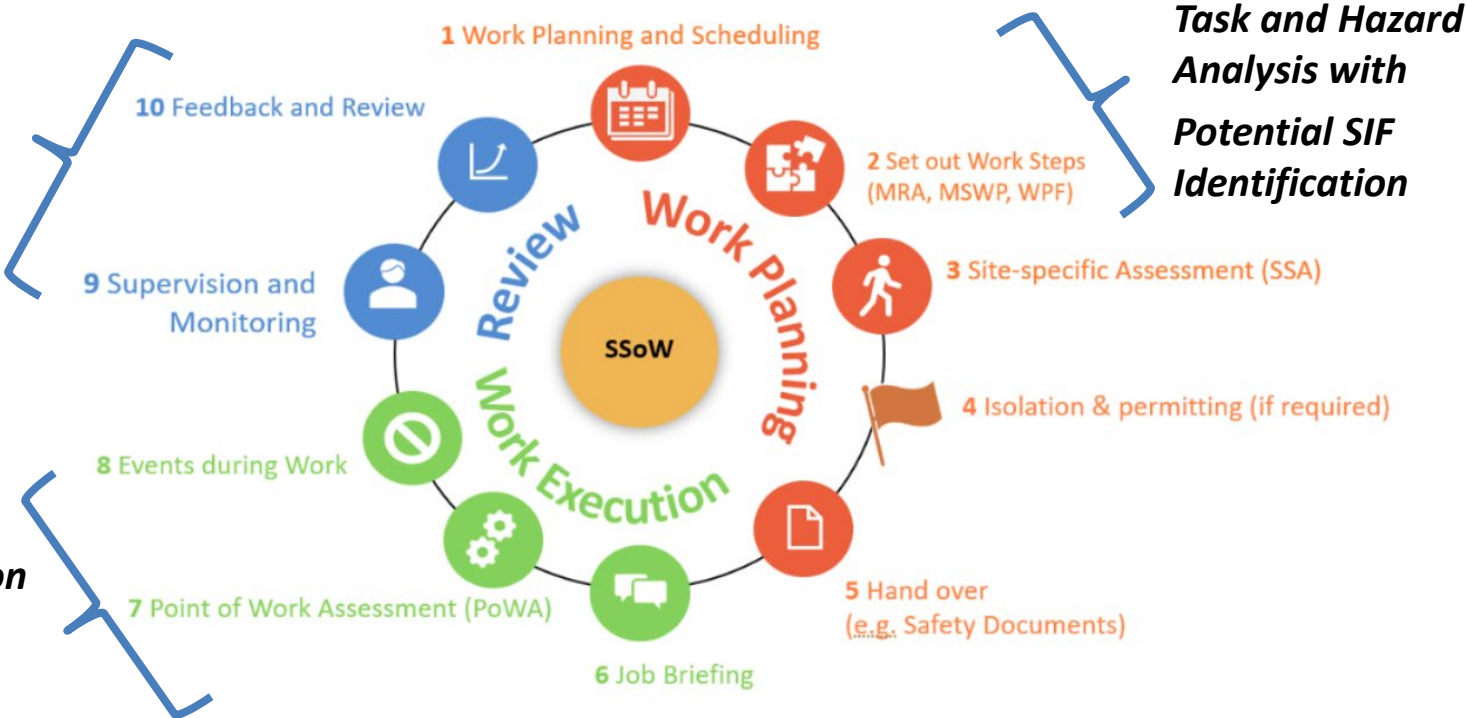 Task and Hazard
Analysis with
Potential SIF
Identification
1 Work Planning and Scheduling
2 Set out Work Steps
(MRA, MSWP, WPF)
3 Site-specific Assessment (SSA)
4 Isolation & permitting (if required)
5 Hand over
(e.g. Safety Documents)
6 Job Briefing
7 Point of Work Assessment (PoWA)
8 Events during Work
9 Supervision and
Monitoring
10 Feedback and Review
Work Planning
Work Execution
Review
SSoW